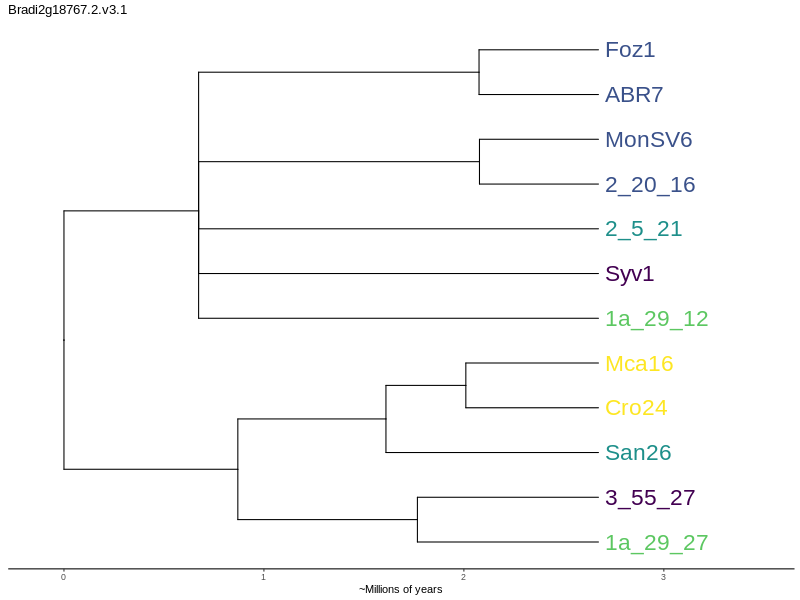 Bradi2g18767.2.v3.1
Foz1
ABR7
MonSV6
2_20_16
2_5_21
Syv1
1a_29_12
Mca16
Cro24
San26
3_55_27
1a_29_27
0 1 2 3
~Millions of years